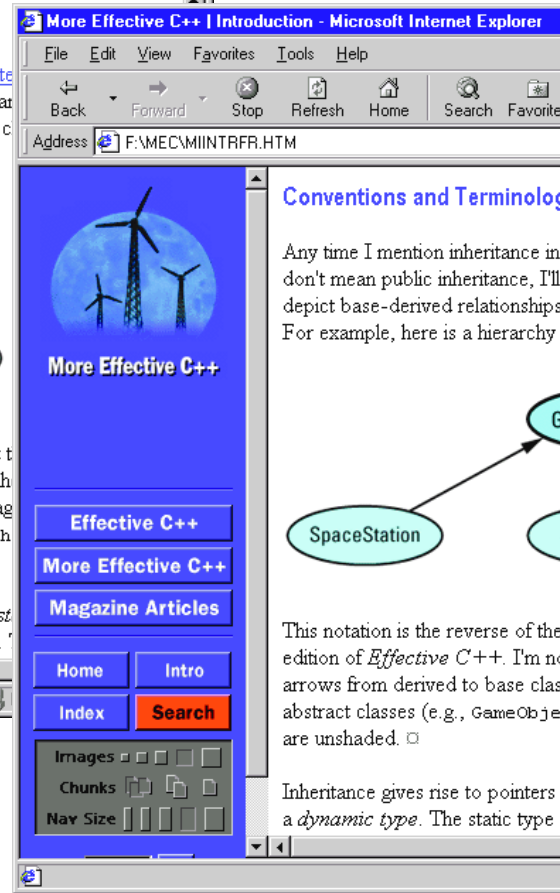 More Effective C++ | Introduction - Microsoft Internet Explorer
File Edit View Favorites Tools Help
Back Forward Stop Refresh Home Search Favorite
Address F:\MEC\MIINTRFR.HTM
More Effective C++
Effective C++
More Effective C++
Magazine Articles
Home Intro
Index Search
Images
Chunks
Nav Size
Conventions and Terminolog
Any time I mention inheritance in
don't mean public inheritance, I'll
depict base-derived relationships
For example, here is a hierarchy
G
SpaceStation
This notation is the reverse of the
edition of Effective C++. I'm no
arrows from derived to base clas
abstract classes (e.g., GameObje
are unshaded. ¤
Inheritance gives rise to pointers
a dynamic type. The static type